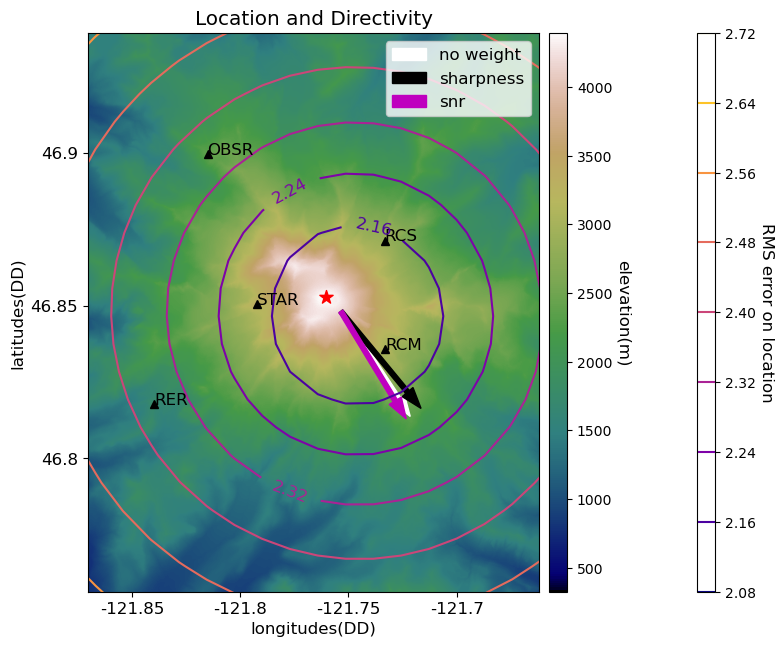 Location and Directivity
no weight
sharpness
snr
OBSR
2.24
2.16
RCS
STAR
RCM
RER
2.32
46.9
46.85
46.8
latitudes(DD)
-121.85
-121.8
-121.75
-121.7
longitudes(DD)
4000
3500
3000
2500
2000
1500
1000
500
elevation(m)
2.72
2.64
2.56
2.48
2.40
2.32
2.24
2.16
2.08
RMS error on location